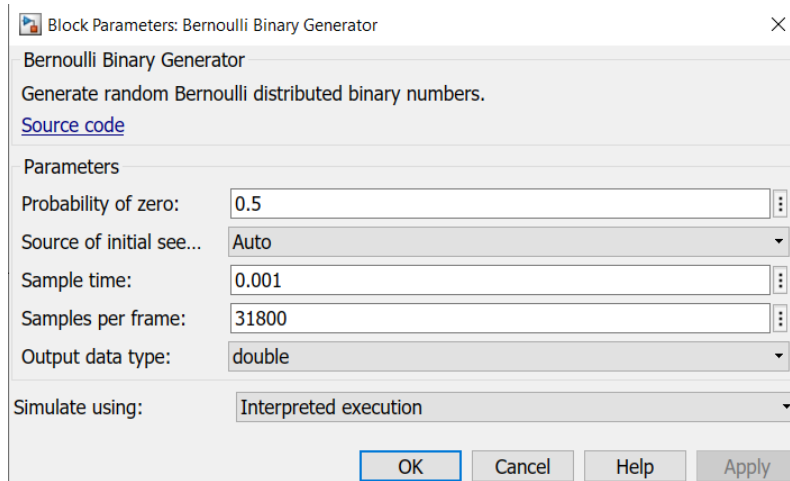 Block Parameters: Bernoulli Binary Generator
Bernoulli Binary Generator
Generate random Bernoulli distributed binary numbers.
Source code
Parameters
Probability of zero: 0.5
Source of initial see... Auto
Sample time: 0.001
Samples per frame: 31800
Output data type: double
Simulate using: Interpreted execution
OK Cancel Help Apply